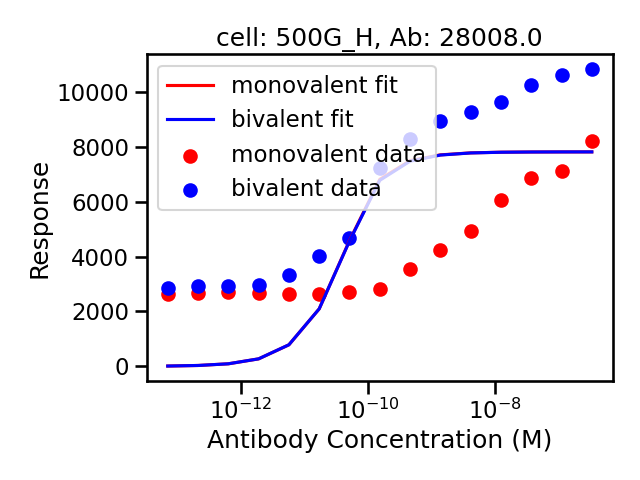 cell: 500G_H, Ab: 28008.0
monovalent fit
bivalent fit
monovalent data
bivalent data
Response
10000
8000
6000
4000
2000
0
10⁻¹² 10⁻¹⁰ 10⁻⁸
Antibody Concentration (M)